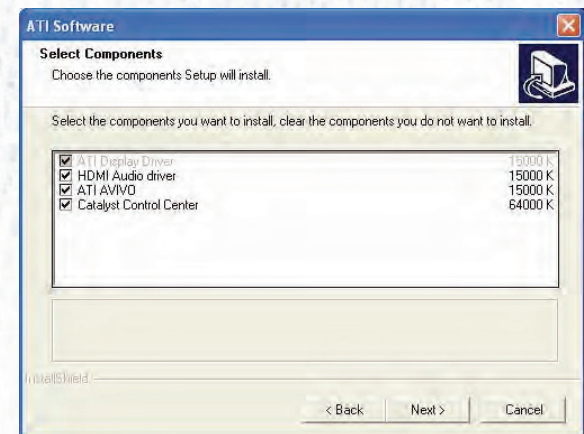 ATI Software
Select Components
Choose the components Setup will install.
Select the components you want to install, clear the components you do not want to install.
ATI Display Driver 15000 K
HDMI Audio driver 15000 K
ATI AVIVO 15000 K
Catalyst Control Center 64000 K
InstallShield
< Back Next > Cancel